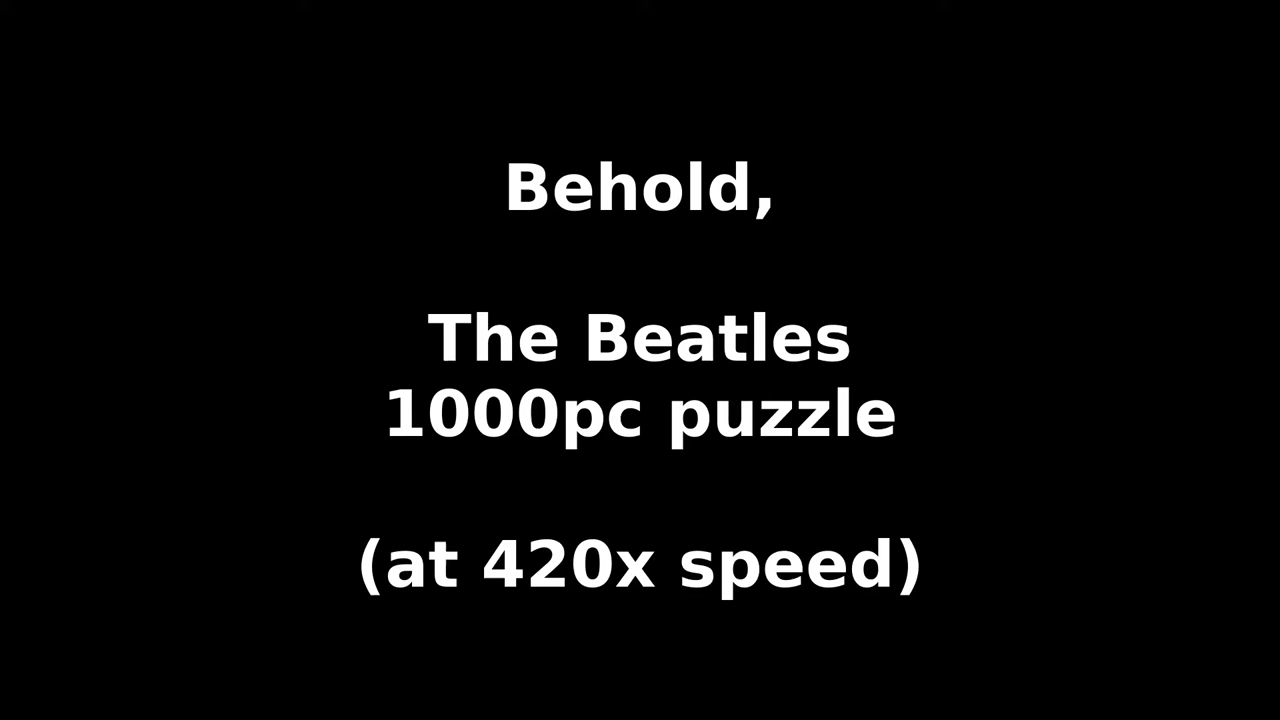 Behold,
The Beatles
1000pc puzzle
(at 420x speed)